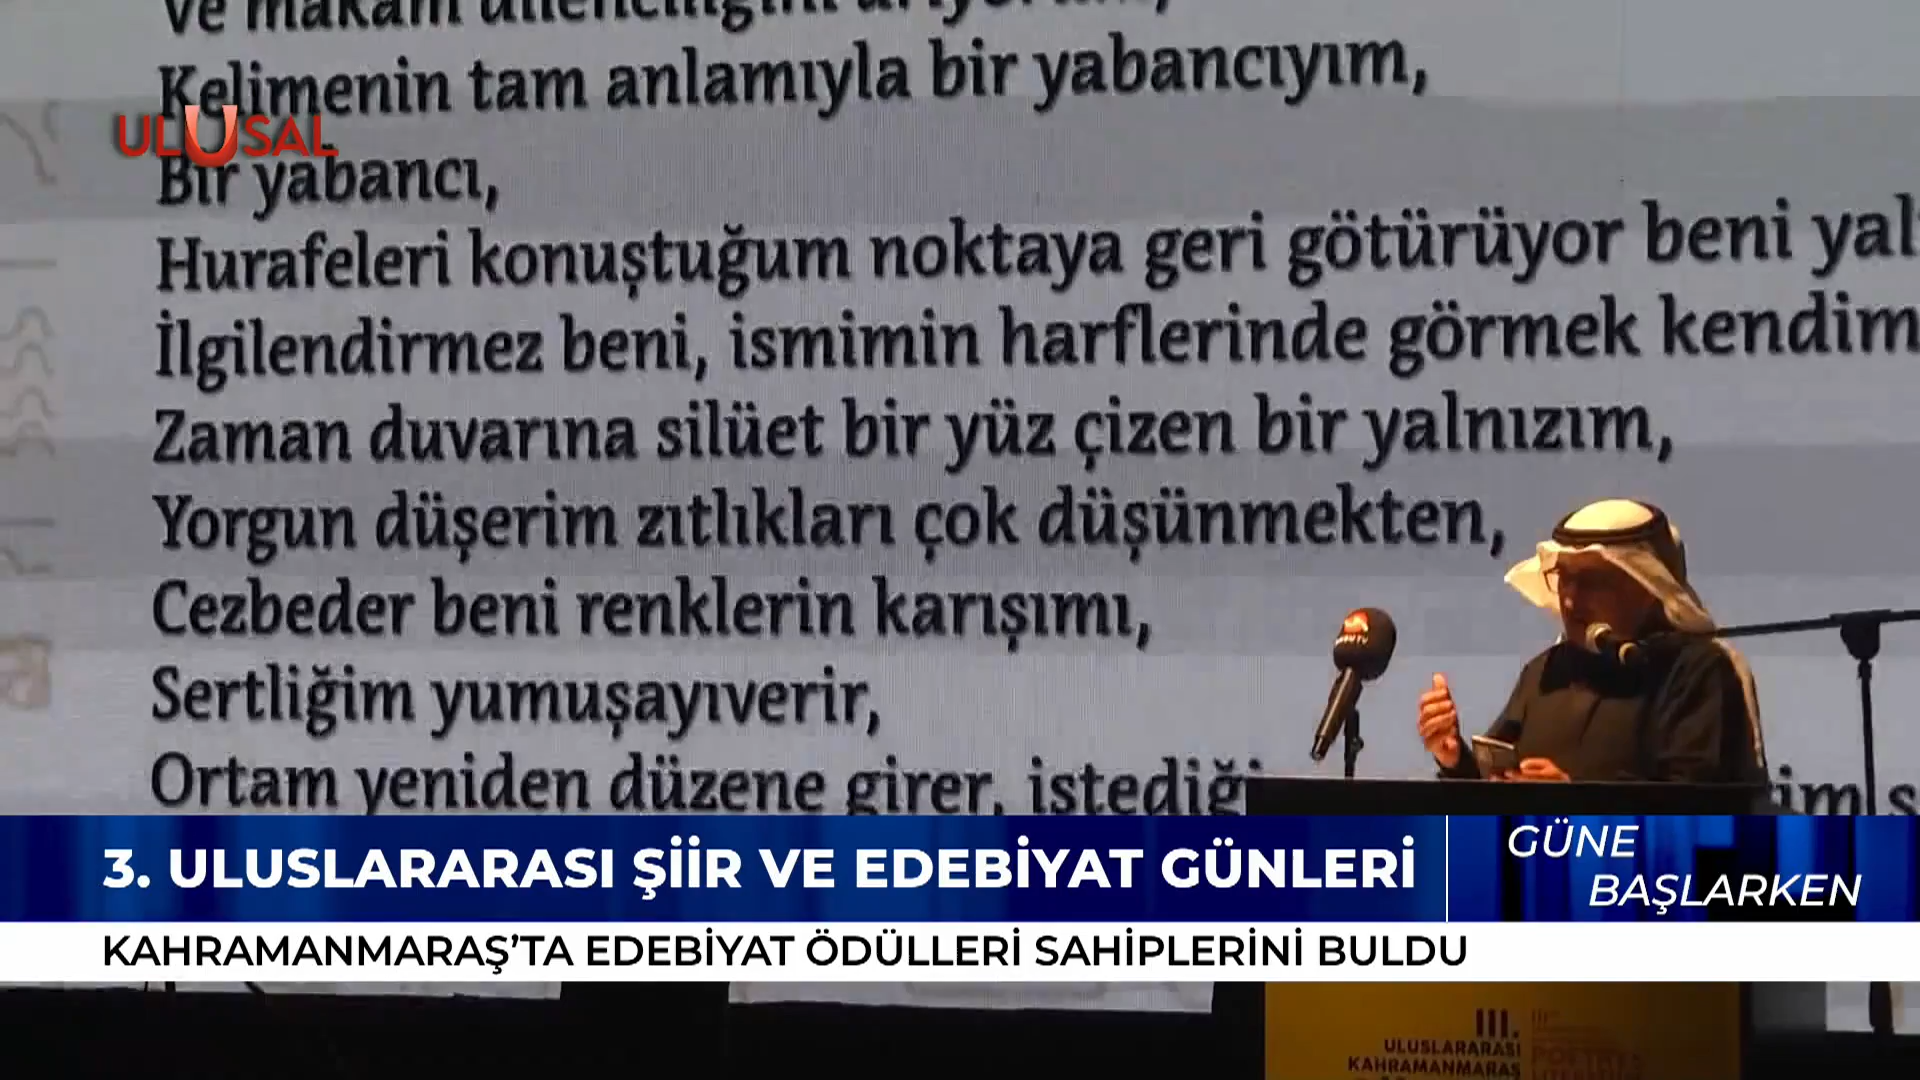 Kelimenin tam anlamıyla bir yabancıyım,
ULUSAL
Bir yabancı,
Hurafeleri konuştuğum noktaya geri götürüyor beni
İlgilendirmez beni, ismimin harflerinde görmek
Zaman duvarına silüet bir yüz çizen bir yalnızım,
Yorgun düşerim zıtlıkları çok düşünmekten,
Cezbeder beni renklerin karışımı,
Sertliğim yumuşayıverir,
Ortam yeniden düzene girer,
3. ULUSLARARASI ŞİİR VE EDEBİYAT GÜNLERİ
GÜNE
BAŞLARKEN
KAHRAMANMARAŞ’TA EDEBİYAT ÖDÜLLERİ SAHİPLERİNİ BULDU
III.
ULUSLARARASI
KAHRAMANMARAŞ